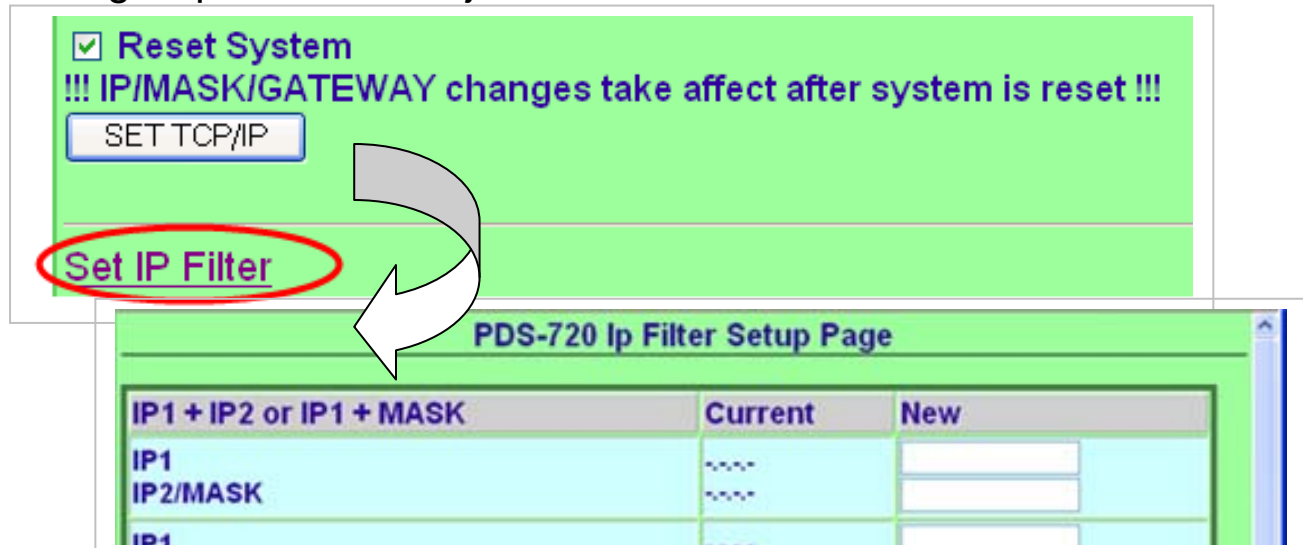 Reset System
!!! IP/MASK/GATEWAY changes take affect after system is reset !!!
SET TCP/IP
Set IP Filter
PDS-720 Ip Filter Setup Page
IP1 + IP2 or IP1 + MASK Current New
IP1 -.-.-.-
IP2/MASK -.-.-.-
IP1